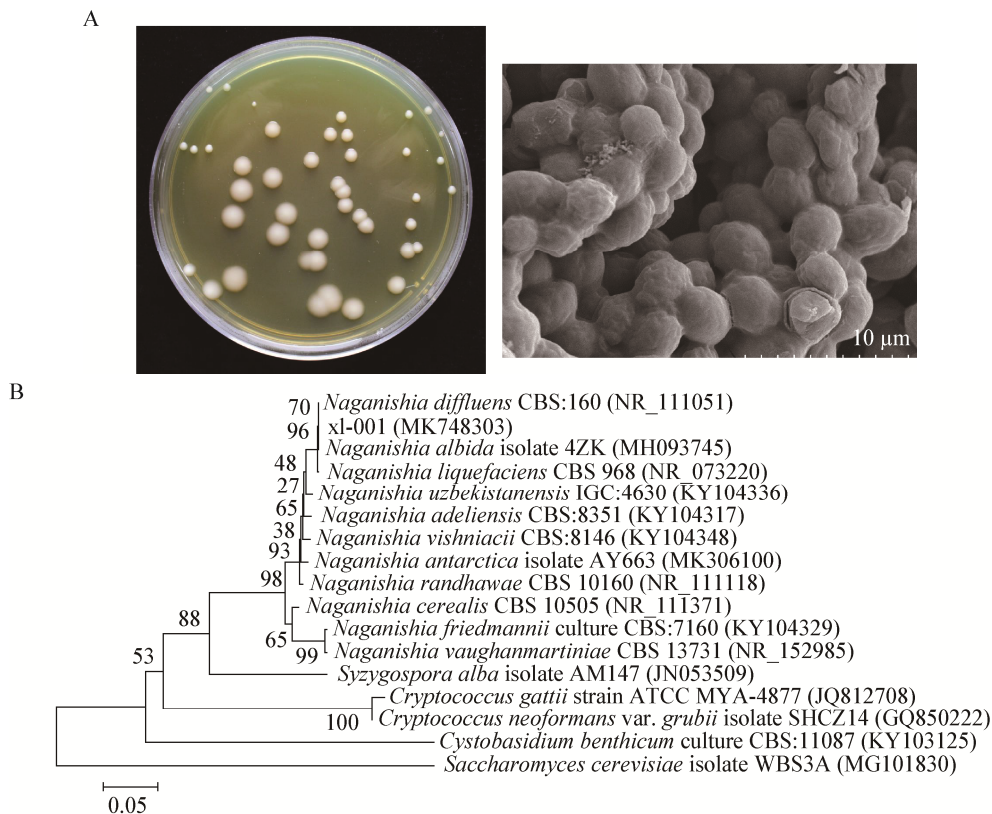 A
10 μm
B
70
Naganishia diffluens CBS:160 (NR_111051)
96
xl-001 (MK748303)
Naganishia albida isolate 4ZK (MH093745)
48
Naganishia liquefaciens CBS 968 (NR_073220)
27
Naganishia uzbekistanensis IGC:4630 (KY104336)
65
Naganishia adeliensis CBS:8351 (KY104317)
38
Naganishia vishniacii CBS:8146 (KY104348)
93
Naganishia antarctica isolate AY663 (MK306100)
98
Naganishia randhawae CBS 10160 (NR_111118)
Naganishia cerealis CBS 10505 (NR_111371)
88
Naganishia friedmannii culture CBS:7160 (KY104329)
65
99
Naganishia vaughanmartiniae CBS 13731 (NR_152985)
53
Syzygospora alba isolate AM147 (JN053509)
Cryptococcus gattii strain ATCC MYA-4877 (JQ812708)
100
Cryptococcus neoformans var. grubii isolate SHCZ14 (GQ850222)
Cystobasidium benthicum culture CBS:11087 (KY103125)
Saccharomyces cerevisiae isolate WBS3A (MG101830)
0.05